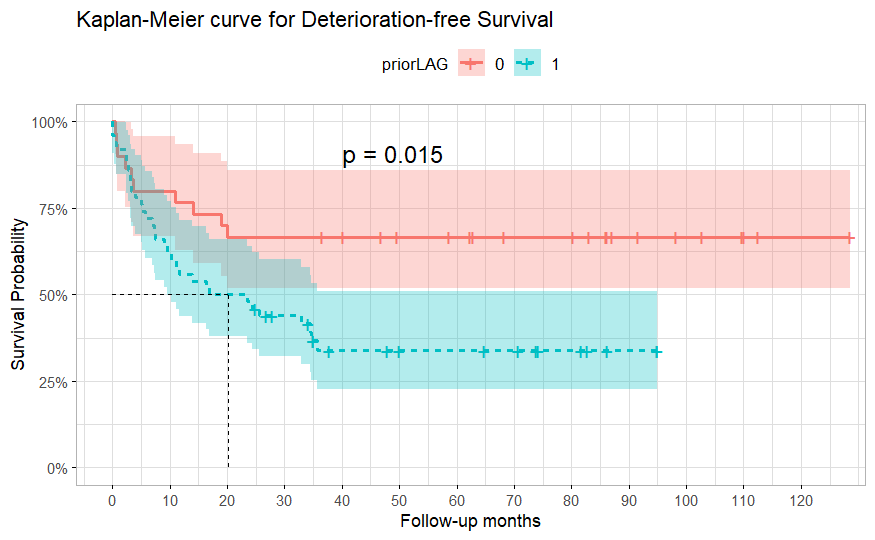 Kaplan-Meier curve for Deterioration-free Survival
priorLAG 0 1
100%
p = 0.015
75%
50%
25%
0%
Survival Probability
0 10 20 30 40 50 60 70 80 90 100 110 120
Follow-up months